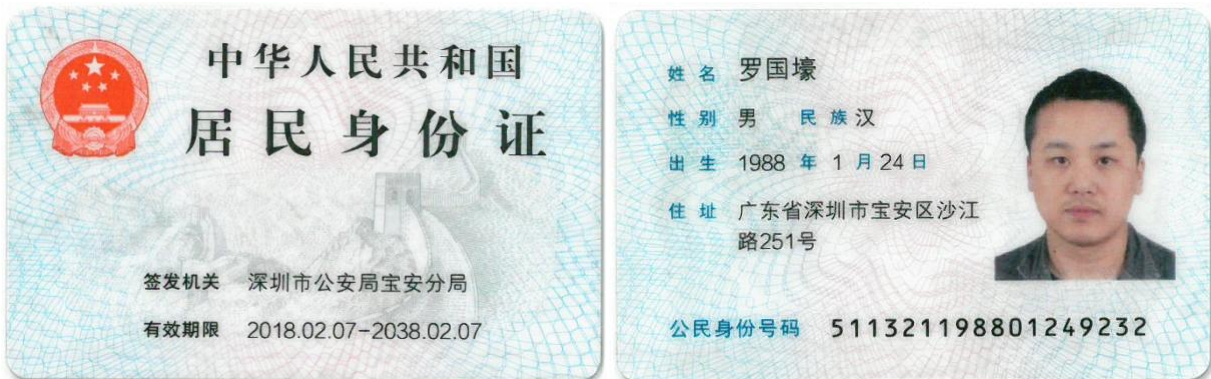 中华人民共和国
居民身份证
签发机关 深圳市公安局宝安分局
有效期限 2018.02.07-2038.02.07
姓名 罗国壕
性别 男 民族 汉
出生 1988 年 1 月 24 日
住址 广东省深圳市宝安区沙江
路251号
公民身份号码 511321198801249232